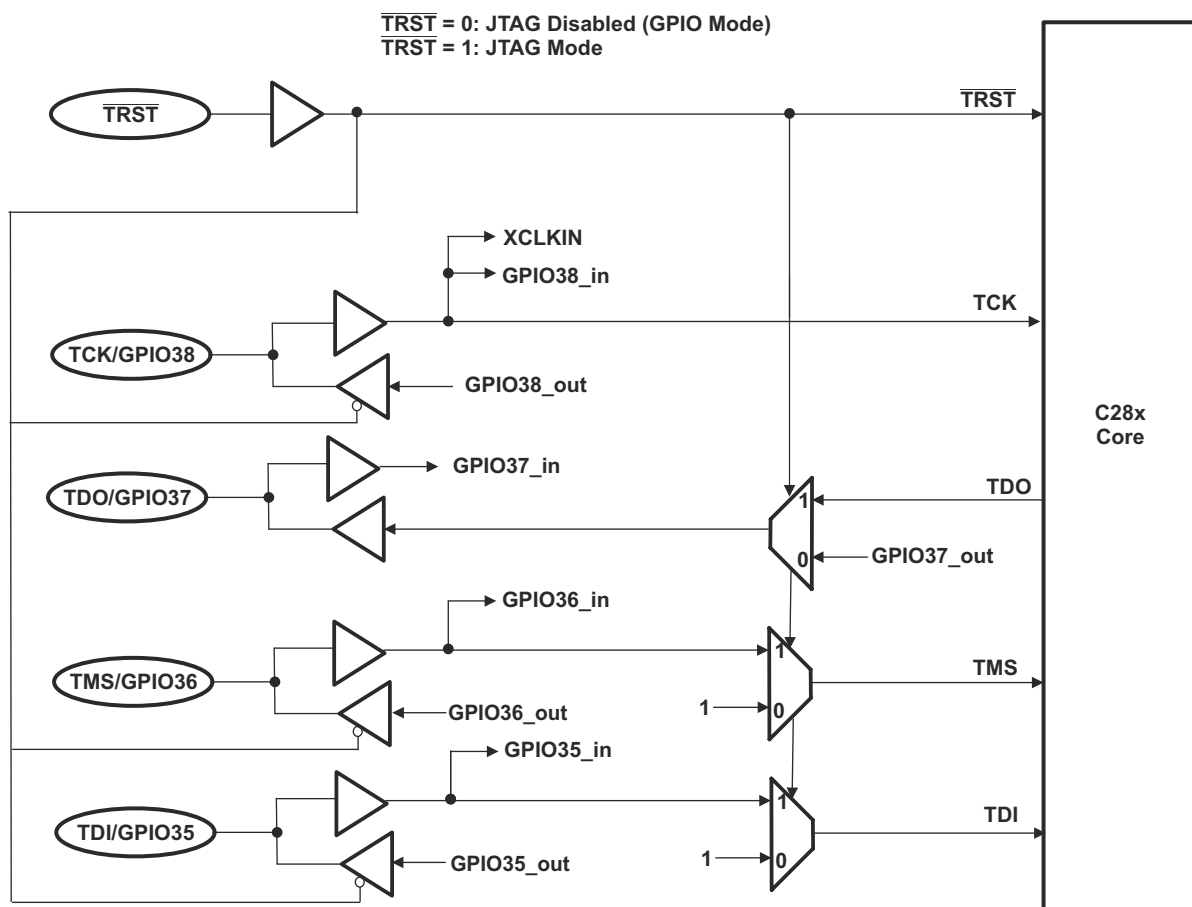 TRST = 0: JTAG Disabled (GPIO Mode)
TRST = 1: JTAG Mode
TRST
TRST
XCLKIN
GPIO38_in
TCK
TCK/GPIO38
GPIO38_out
C28x
Core
GPIO37_in
TDO/GPIO37
1
TDO
0
GPIO37_out
GPIO36_in
1
TMS/GPIO36
TMS
GPIO36_out
1
0
GPIO35_in
1
TDI/GPIO35
TDI
GPIO35_out
1
0